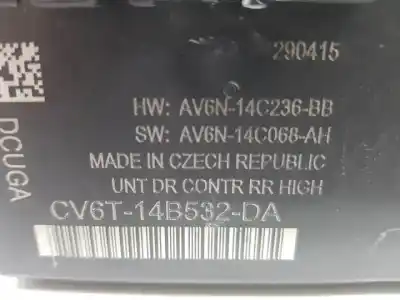 290415
HW: AV6N-14C236-BB
SW: AV6N-14C068-AH
MADE IN CZECH REPUBLIC
UNT DR CONTR RR HIGH
DCUGA
CV6T-14B532-DA